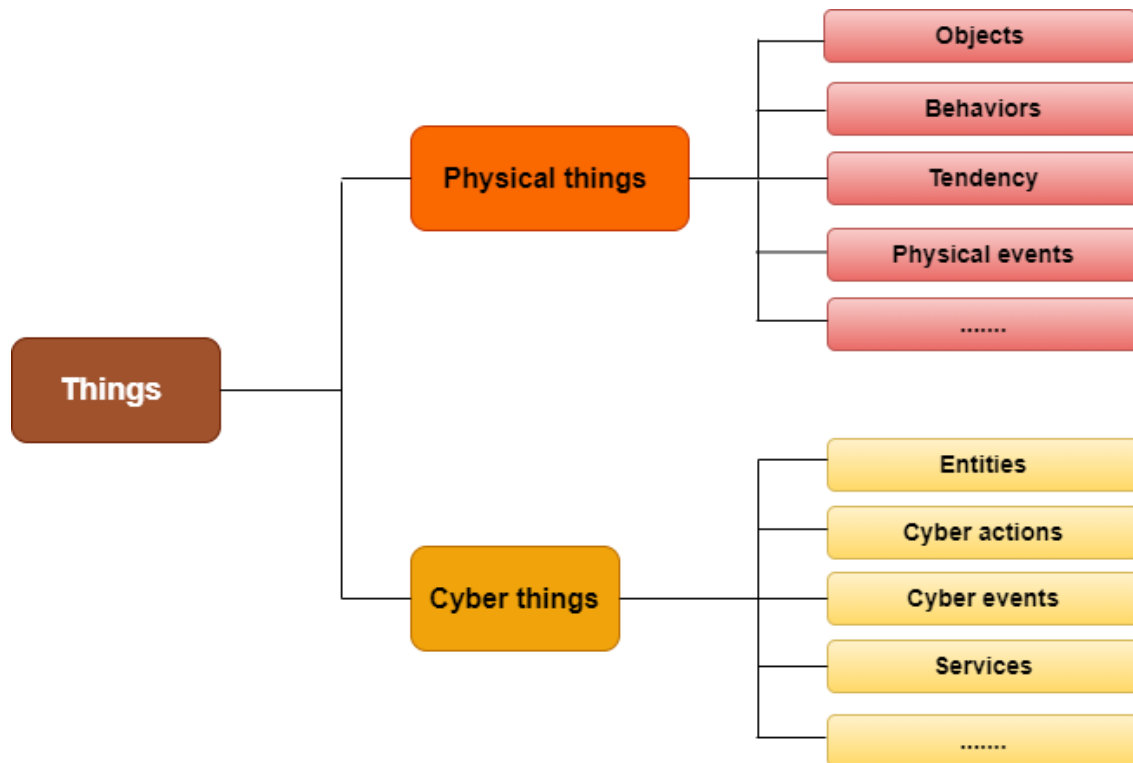 Objects
Behaviors
Physical things
Tendency
Physical events
.......
Things
Entities
Cyber actions
Cyber things
Cyber events
Services
.......